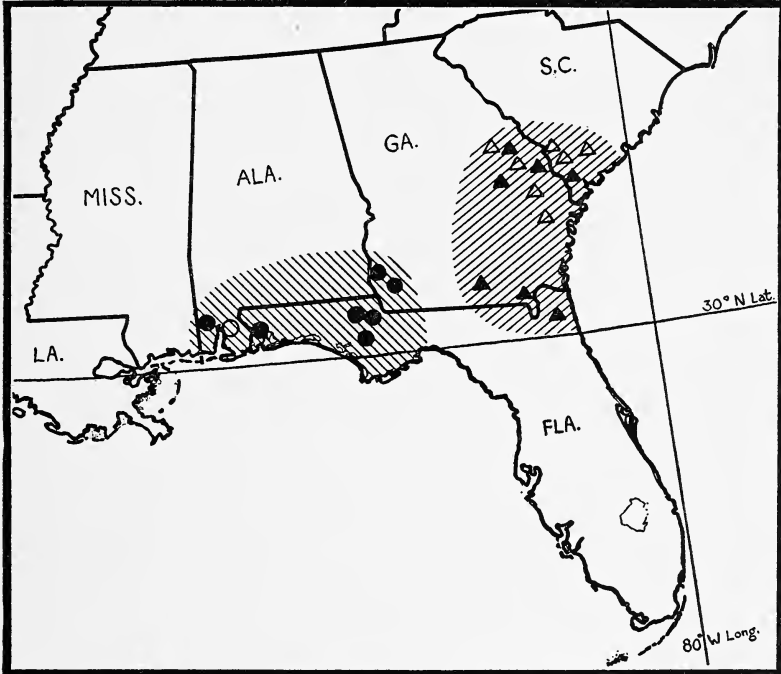 S.C.
GA.
ALA.
MISS.
30° N Lat.
LA.
FLA.
80° W Long.